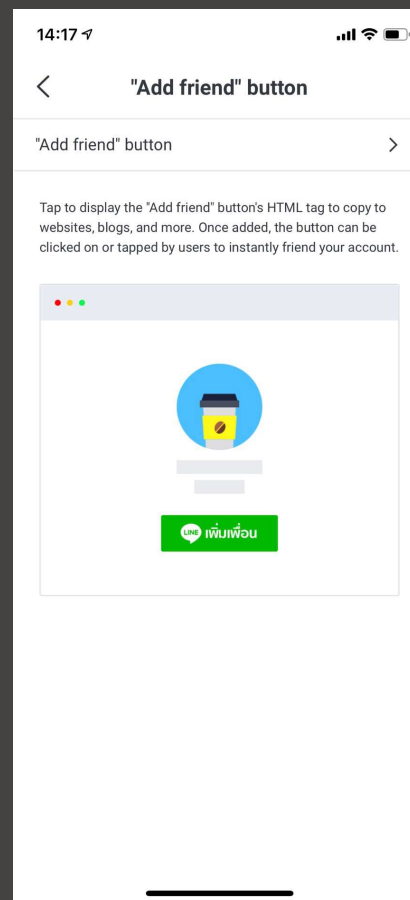 14:17
"Add friend" button
"Add friend" button
Tap to display the "Add friend" button's HTML tag to copy to
websites, blogs, and more. Once added, the button can be
clicked on or tapped by users to instantly friend your account.
LINE เพิ่มเพื่อน